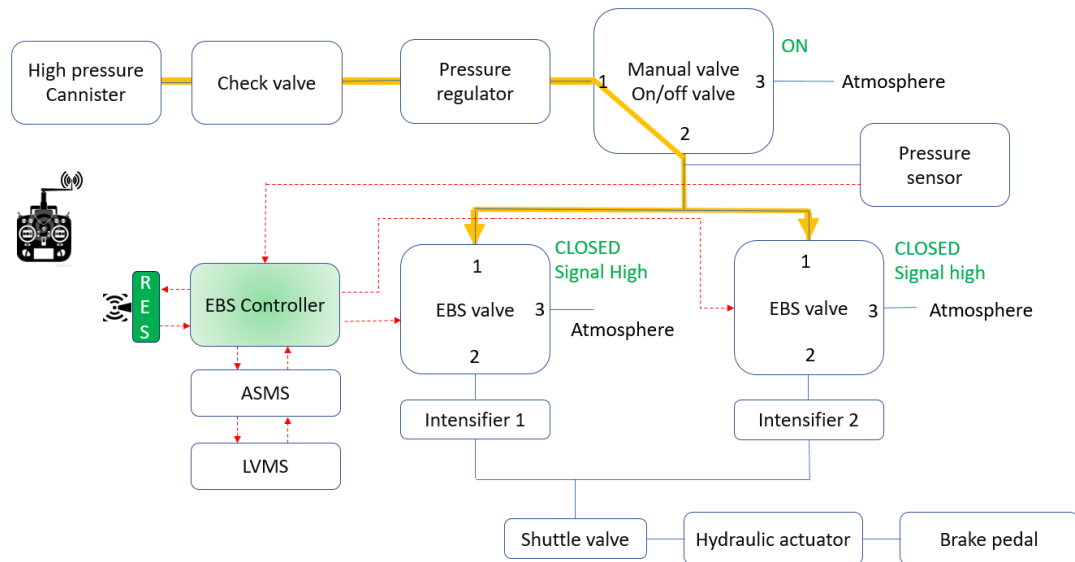 High pressure
Cannister
Check valve
Pressure
regulator
1
Manual valve
On/off valve
3
2
ON
Atmosphere
Pressure
sensor
R
E
S
EBS Controller
ASMS
LVMS
1
EBS valve
3
2
CLOSED
Signal High
Atmosphere
1
EBS valve
3
2
CLOSED
Signal high
Atmosphere
Intensifier 1
Intensifier 2
Shuttle valve
Hydraulic actuator
Brake pedal